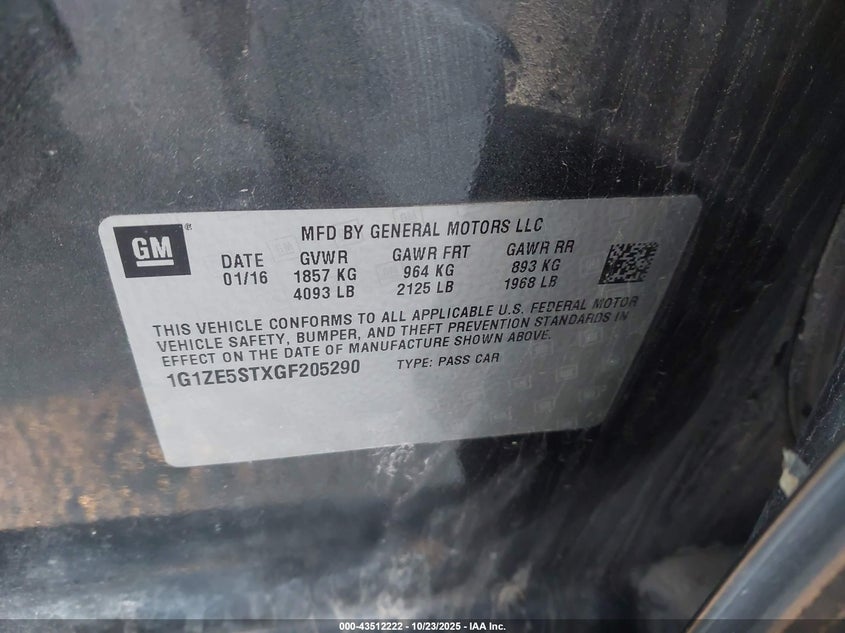 GM®
MFD BY GENERAL MOTORS LLC
DATE GVWR GAWR FRT GAWR RR
01/16 1857 KG 964 KG 893 KG
4093 LB 2125 LB 1968 LB
THIS VEHICLE CONFORMS TO ALL APPLICABLE U.S. FEDERAL MOTOR
VEHICLE SAFETY, BUMPER, AND THEFT PREVENTION STANDARDS IN
EFFECT ON THE DATE OF MANUFACTURE SHOWN ABOVE.
1G1ZE5STXGF205290 TYPE: PASS CAR
000-43512222 • 10/23/2025 • IAA Inc.